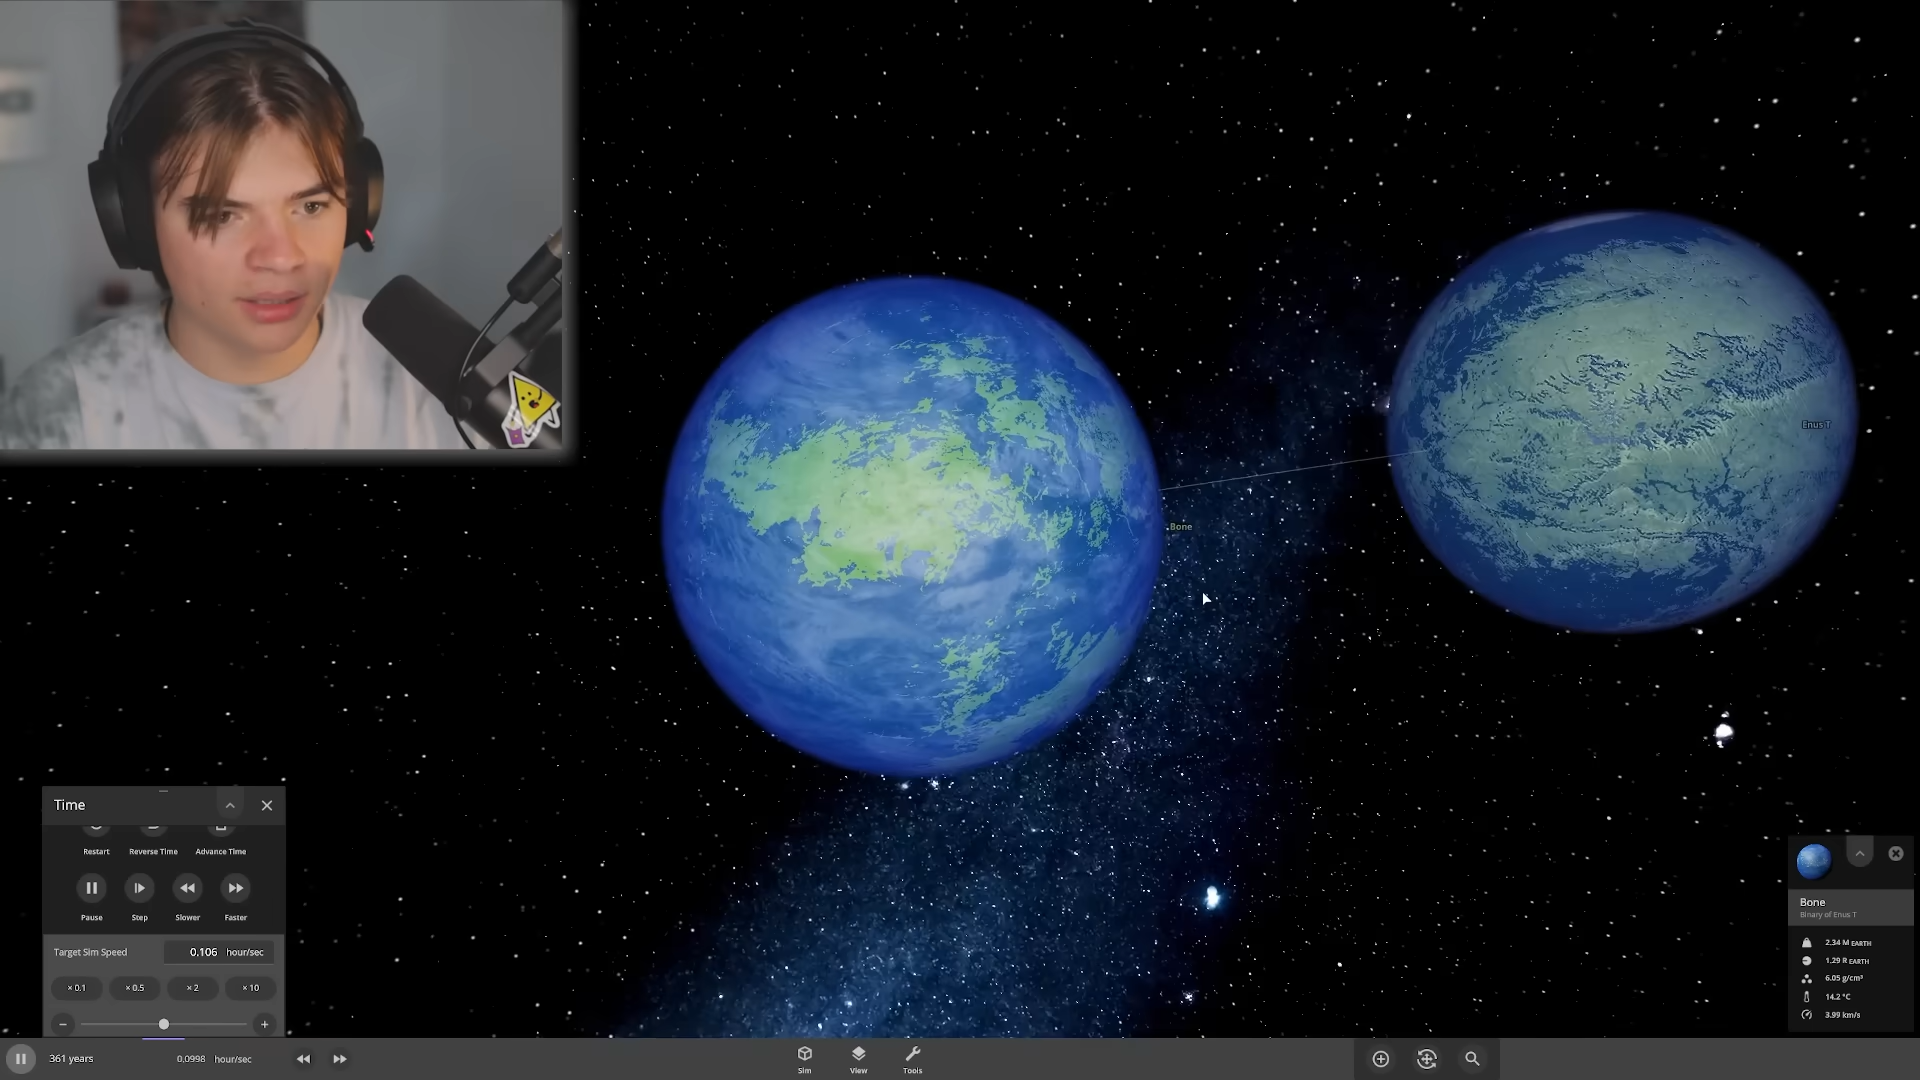 Enus T
Bone
Time
Restart
Reverse Time
Advance Time
Pause
Step
Slower
Faster
Target Sim Speed
0.106 hour/sec
× 0.1
× 0.5
× 2
× 10
361 years
0.0998 hour/sec
Sim
View
Tools
Bone
Binary of Enus T
2.34 M EARTH
1.29 R EARTH
6.05 g/cm³
14.2 °C
3.99 km/s